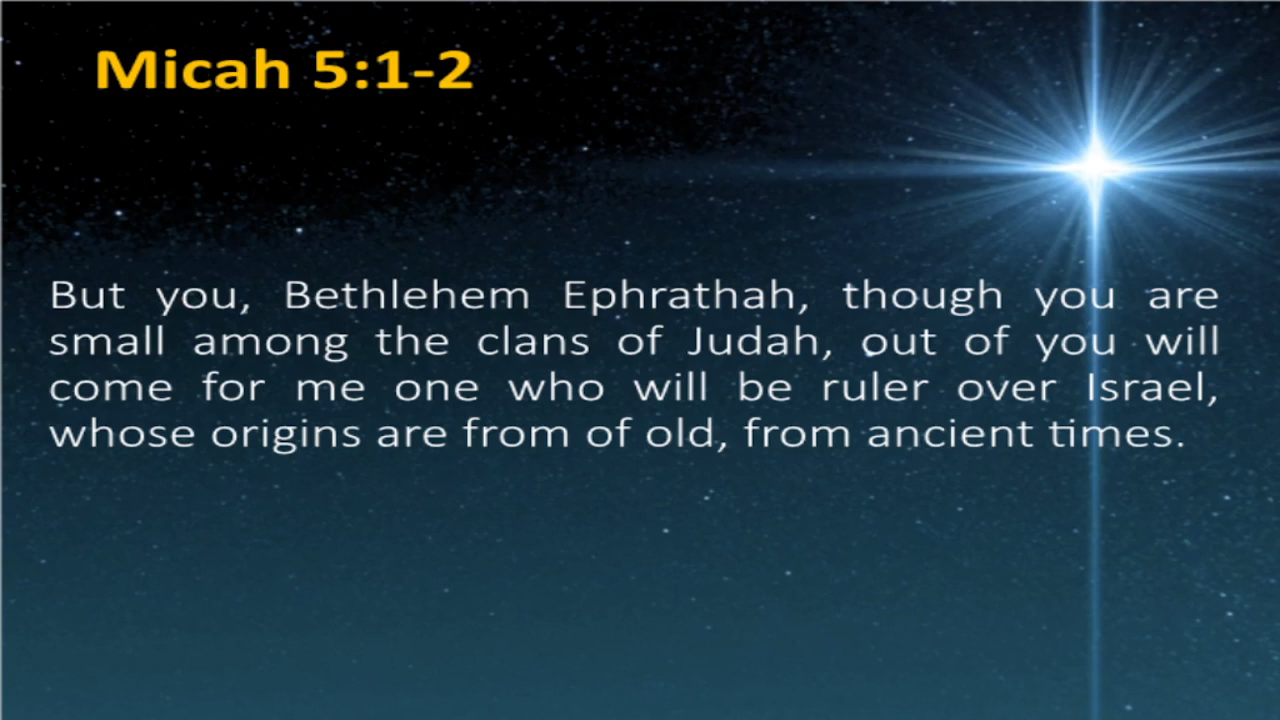 Micah 5:1-2
But you, Bethlehem Ephrathah, though you are
small among the clans of Judah, out of you will
come for me one who will be ruler over Israel,
whose origins are from of old, from ancient times.